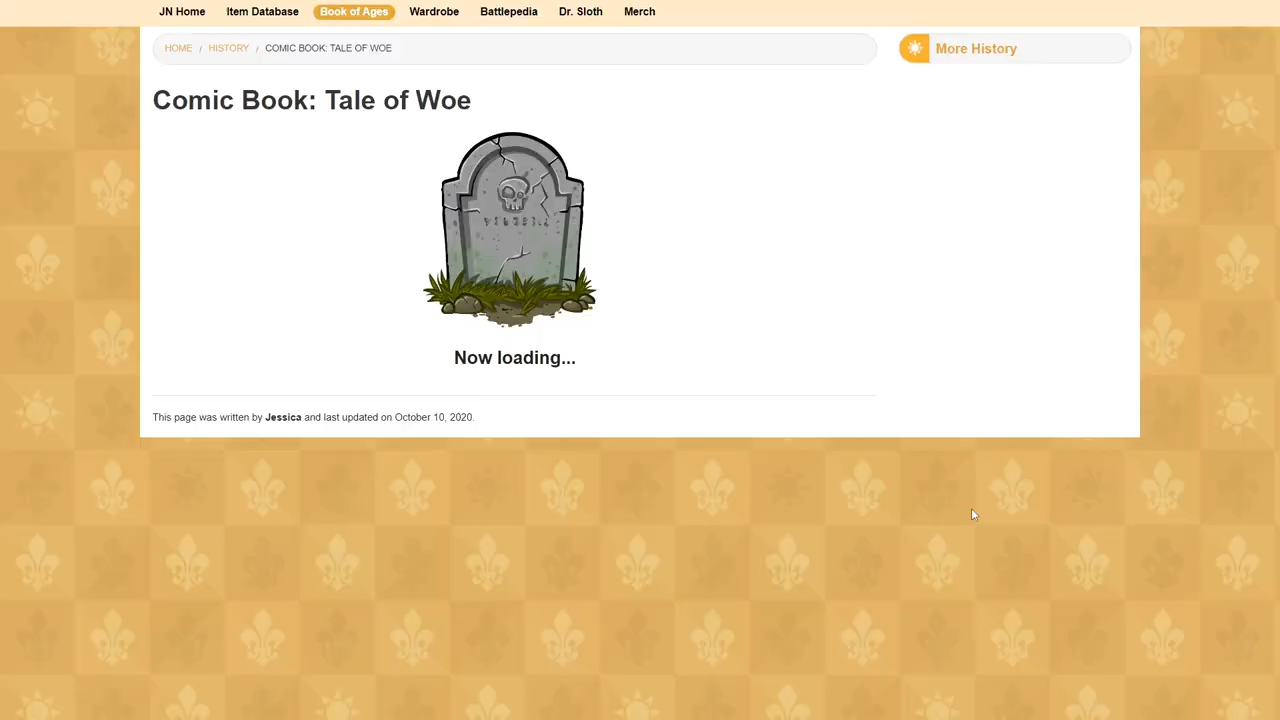 JN Home Item Database Book of Ages Wardrobe Battlepedia Dr. Sloth Merch
HOME / HISTORY / COMIC BOOK: TALE OF WOE
More History
Comic Book: Tale of Woe
Now loading...
This page was written by Jessica and last updated on October 10, 2020.